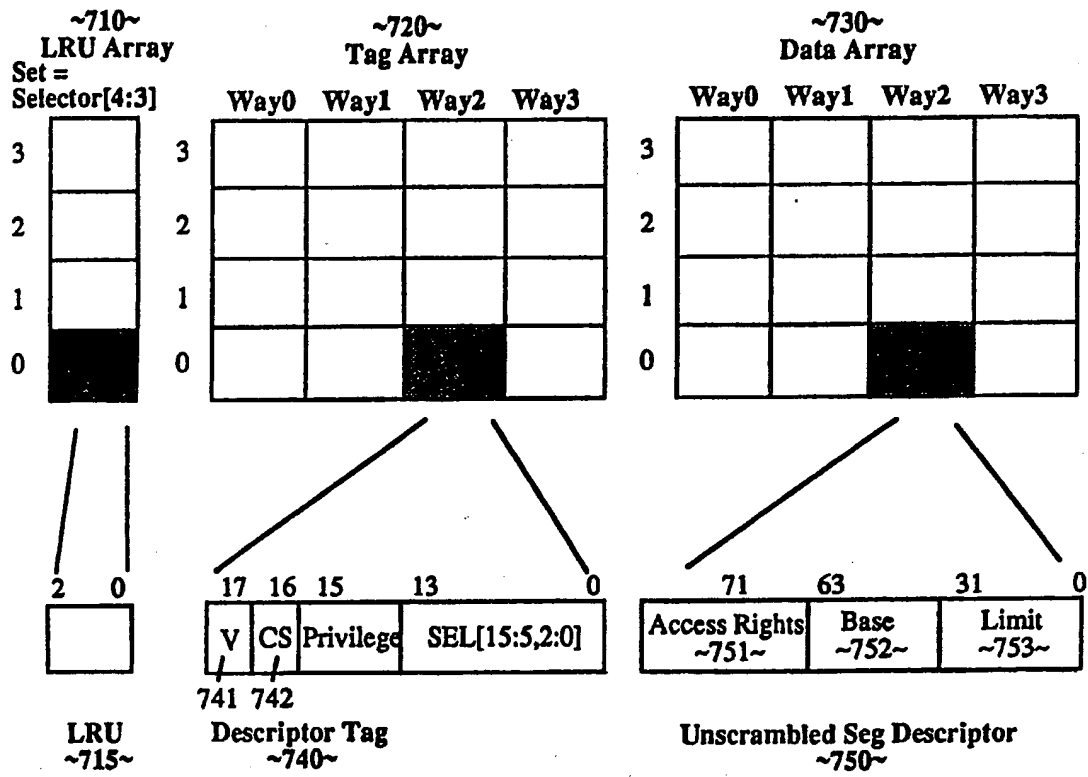 ~710~
LRU Array
Set =
Selector[4:3]
~720~
Tag Array
~730~
Data Array
Way0 Way1 Way2 Way3
Way0 Way1 Way2 Way3
3 3 3
2 2 2
1 1 1
0 0 0
2 0
17 16 15 13 0
71 63 31 0
V CS Privilege SEL[15:5,2:0]
Access Rights Base Limit
~751~ ~752~ ~753~
741 742
LRU
~715~
Descriptor Tag
~740~
Unscrambled Seg Descriptor
~750~